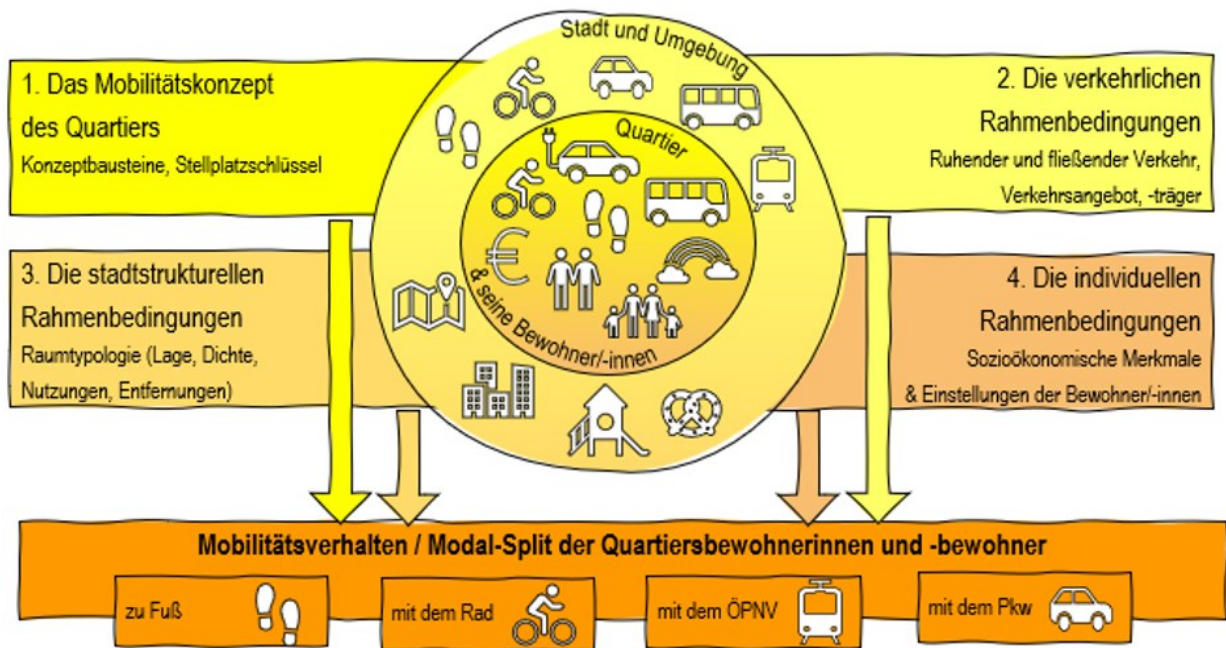 Stadt und Umgebung
1. Das Mobilitätskonzept
des Quartiers
Konzeptbausteine, Stellplatzschlüssel
2. Die verkehrlichen
Rahmenbedingungen
Ruhender und fließender Verkehr,
Verkehrsangebot, -träger
Quartier
& seine Bewohner/-innen
€
3. Die stadtstrukturellen
Rahmenbedingungen
Raumtypologie (Lage, Dichte,
Nutzungen, Entfernungen)
4. Die individuellen
Rahmenbedingungen
Sozioökonomische Merkmale
& Einstellungen der Bewohner/-innen
Mobilitätsverhalten / Modal-Split der Quartiersbewohnerinnen und -bewohner
zu Fuß
mit dem Rad
mit dem ÖPNV
mit dem Pkw